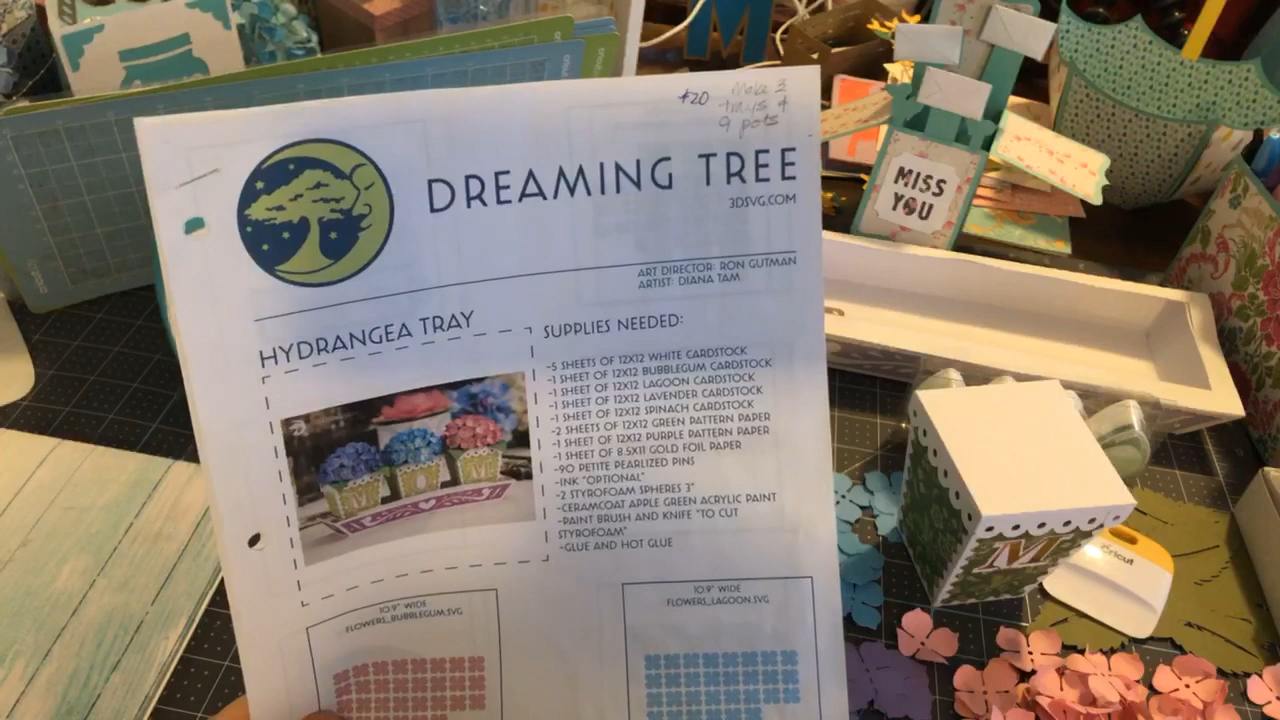 $20 Make 3
trays &
9 pots
DREAMING TREE
3DSVG.COM
ART DIRECTOR: RON GUTMAN
ARTIST: DIANA TAM
HYDRANGEA TRAY
SUPPLIES NEEDED:
-5 SHEETS OF 12X12 WHITE CARDSTOCK
-1 SHEET OF 12X12 BUBBLEGUM CARDSTOCK
-1 SHEET OF 12X12 LAGOON CARDSTOCK
-1 SHEET OF 12X12 LAVENDER CARDSTOCK
-1 SHEET OF 12X12 SPINACH CARDSTOCK
-2 SHEETS OF 12X12 GREEN PATTERN PAPER
-1 SHEET OF 12X12 PURPLE PATTERN PAPER
-1 SHEET OF 8.5X11 GOLD FOIL PAPER
-90 PETITE PEARLIZED PINS
-INK "OPTIONAL"
-2 STYROFOAM SPHERES 3"
-CERAMCOAT APPLE GREEN ACRYLIC PAINT
-PAINT BRUSH AND KNIFE "TO CUT
STYROFOAM"
-GLUE AND HOT GLUE
10.9" WIDE
FLOWERS_BUBBLEGUM.SVG
10.9" WIDE
FLOWERS_LAGOON.SVG
M O M
M
MISS
YOU
M
cricut